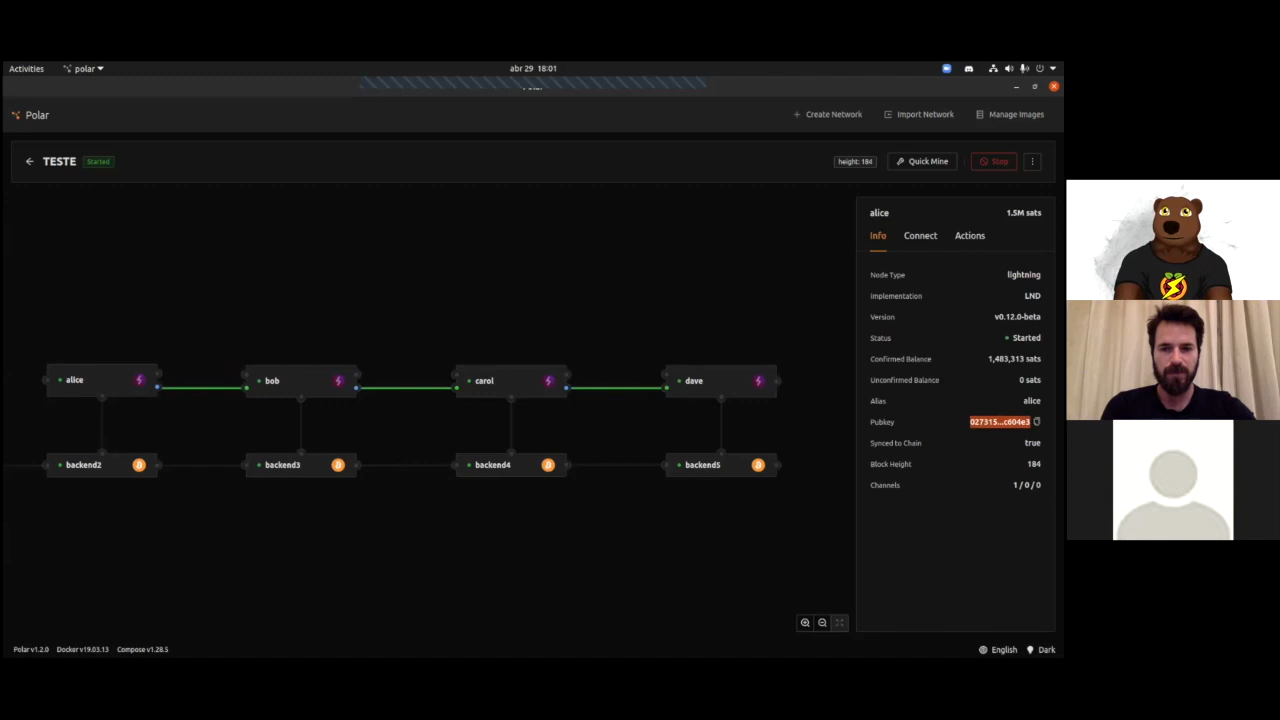 Activities polar abr 29 18:01
Polar Create Network Import Network Manage Images
TESTE Started height: 184 Quick Mine Stop
alice 1.5M sats
Info Connect Actions
Node Type lightning
Implementation LND
Version v0.12.0-beta
Status Started
Confirmed Balance 1,483,313 sats
Unconfirmed Balance 0 sats
Alias alice
Pubkey 027315...c604e3
Synced to Chain true
Block Height 184
Channels 1 / 0 / 0
alice bob carol dave
backend2 backend3 backend4 backend5
Polar v1.2.0 Docker v19.03.13 Compose v1.28.5 English Dark